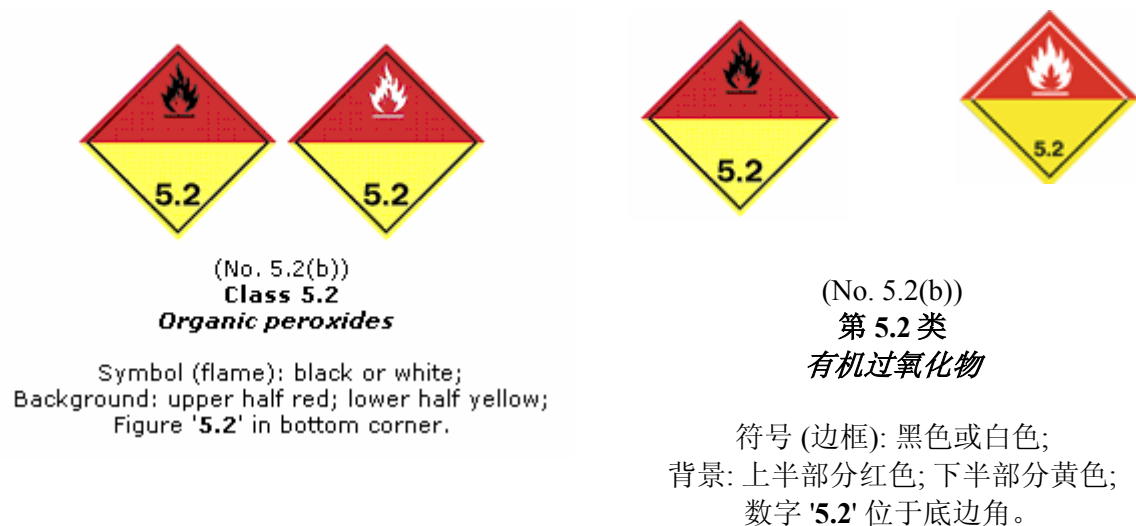 5.2
5.2
(No. 5.2(b))
Class 5.2
Organic peroxides
Symbol (flame): black or white;
Background: upper half red; lower half yellow;
Figure '5.2' in bottom corner.
5.2
5.2
(No. 5.2(b))
第 5.2 类
有机过氧化物
符号 (边框): 黑色或白色;
背景: 上半部分红色; 下半部分黄色;
数字 '5.2' 位于底边角。